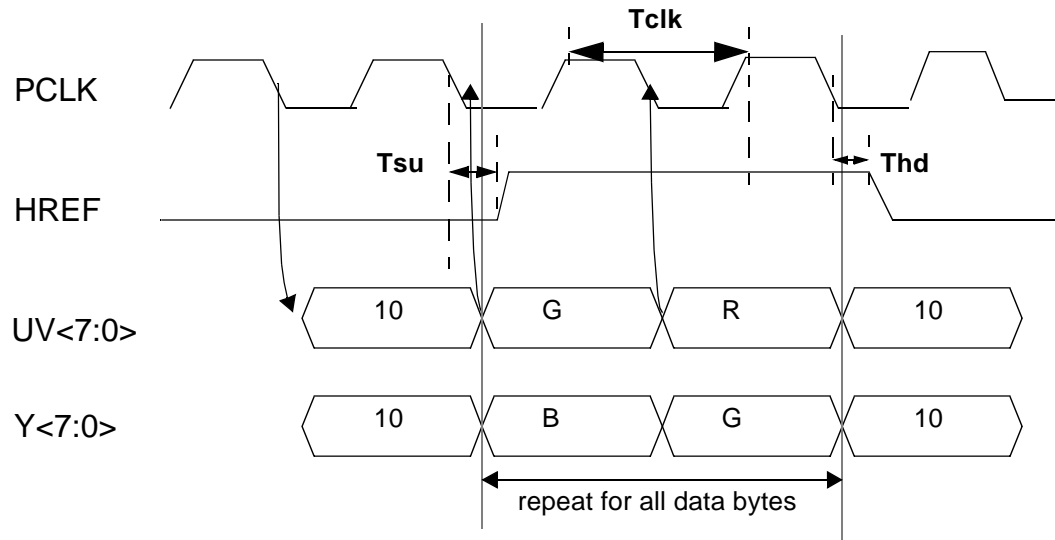 Tclk
PCLK
Tsu
Thd
HREF
UV<7:0>
10
G
R
10
Y<7:0>
10
B
G
10
repeat for all data bytes